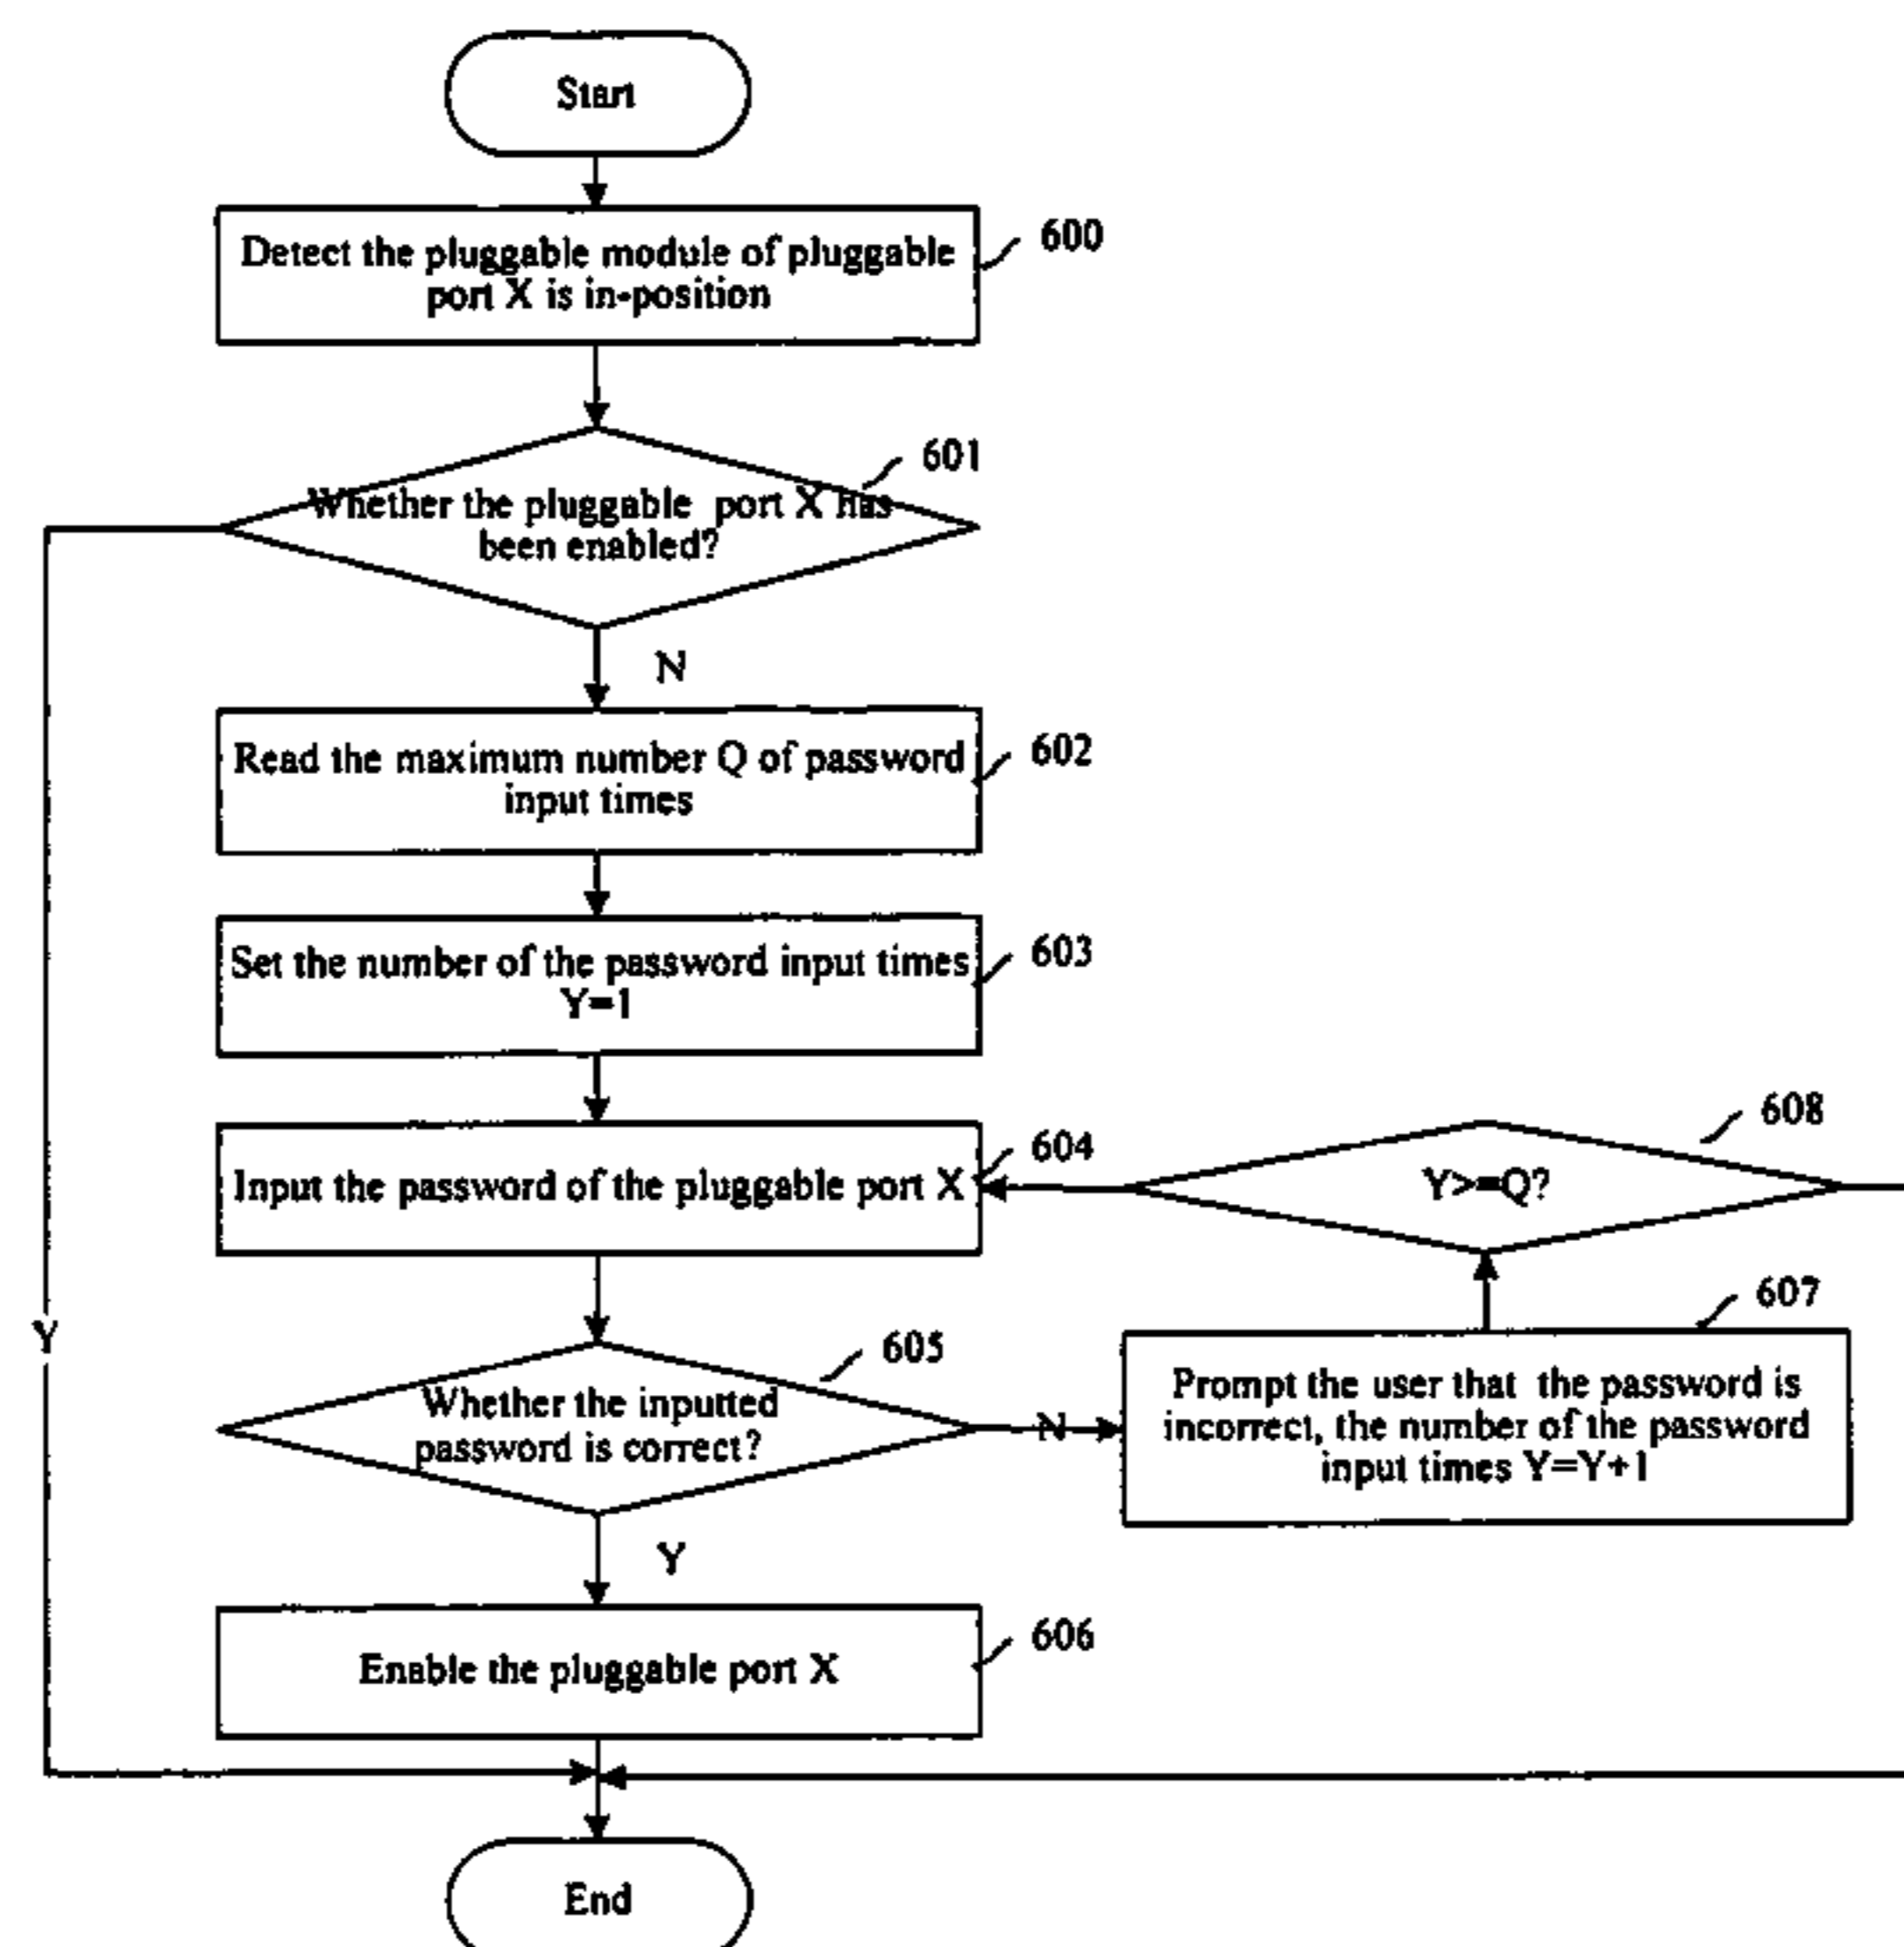 Start
Detect the pluggable module of pluggable
port X is in-position
600
601
Whether the pluggable port X has
been enabled?
N
Read the maximum number Q of password
input times
602
Set the number of the password input times
Y=1
603
Input the password of the pluggable port X
604
Y>=Q?
608
Y
Whether the inputted
password is correct?
605
N
Prompt the user that the password is
incorrect, the number of the password
input times Y=Y+1
607
Y
Enable the pluggable port X
606
End